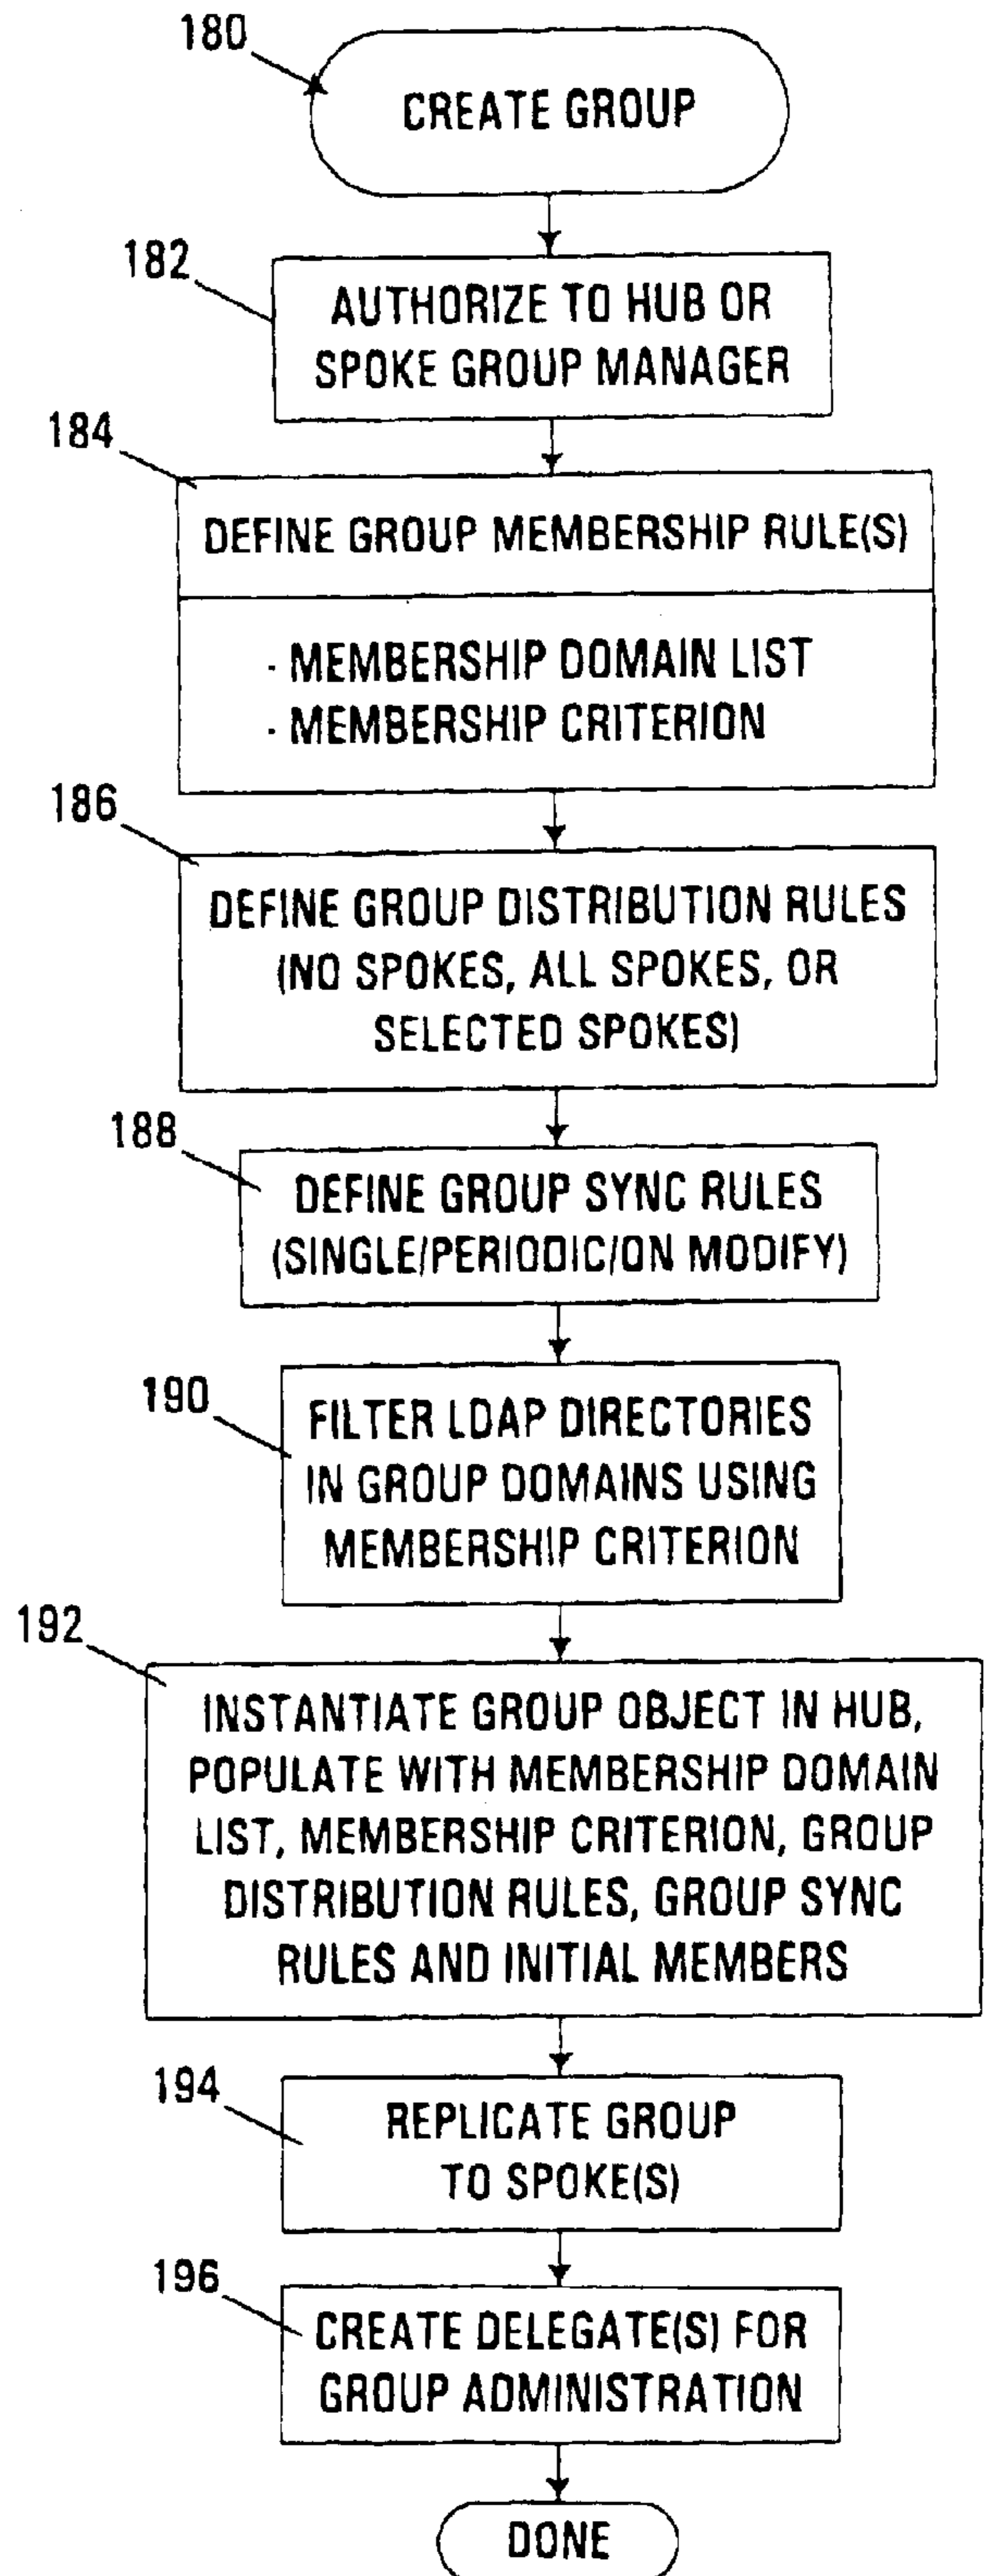 180
CREATE GROUP
182
AUTHORIZE TO HUB OR
SPOKE GROUP MANAGER
184
DEFINE GROUP MEMBERSHIP RULE(S)
· MEMBERSHIP DOMAIN LIST
· MEMBERSHIP CRITERION
186
DEFINE GROUP DISTRIBUTION RULES
(NO SPOKES, ALL SPOKES, OR
SELECTED SPOKES)
188
DEFINE GROUP SYNC RULES
(SINGLE/PERIODIC/ON MODIFY)
190
FILTER LDAP DIRECTORIES
IN GROUP DOMAINS USING
MEMBERSHIP CRITERION
192
INSTANTIATE GROUP OBJECT IN HUB,
POPULATE WITH MEMBERSHIP DOMAIN
LIST, MEMBERSHIP CRITERION, GROUP
DISTRIBUTION RULES, GROUP SYNC
RULES AND INITIAL MEMBERS
194
REPLICATE GROUP
TO SPOKE(S)
196
CREATE DELEGATE(S) FOR
GROUP ADMINISTRATION
DONE